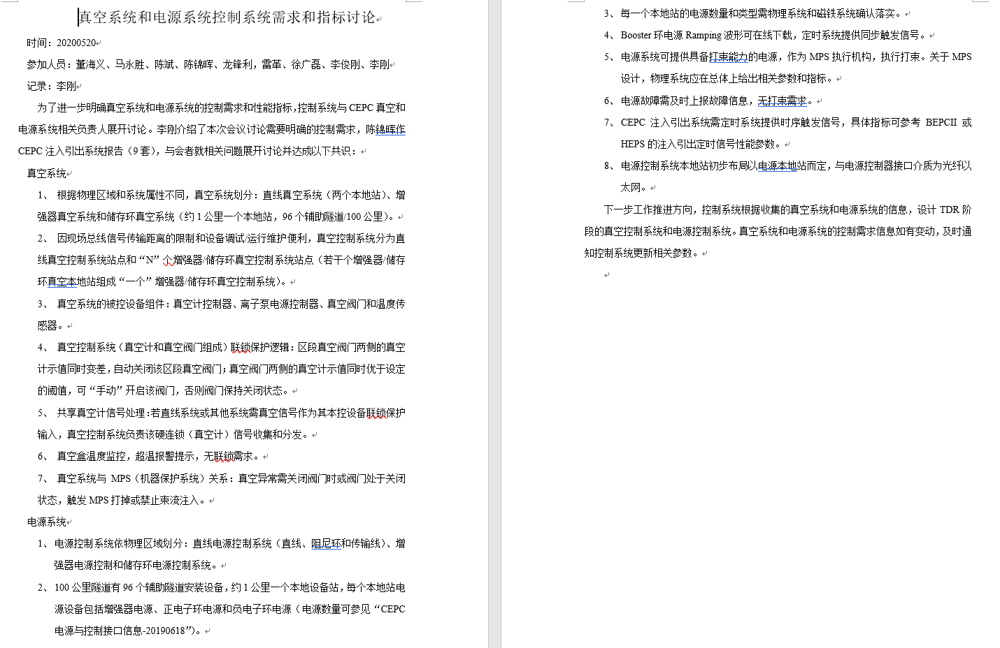 真空系统和电源系统控制系统需求和指标讨论
时间：20200520
参加人员：董海义、马永胜、陈斌、陈锦晖、龙锋利，雷革、徐广磊、李俊刚、李刚
记录：李刚
为了进一步明确真空系统和电源系统的控制需求和性能指标，控制系统与 CEPC 真空和
电源系统相关负责人展开讨论。李刚介绍了本次会议讨论需要明确的控制需求，陈锦晖作
CEPC 注入引出系统报告（9 套），与会者就相关问题展开讨论并达成以下共识：
真空系统
1、 根据物理区域和系统属性不同，真空系统划分：直线真空系统（两个本地站）、增
强器真空系统和储存环真空系统（约 1 公里一个本地站，96 个辅助隧道/100 公里）。
2、 因现场总线信号传输距离的限制和设备调试/运行维护便利，真空控制系统分为直
线真空控制系统站点和“N”个增强器/储存环真空控制系统站点（若干个增强器/储存
环真空本地站组成“一个”增强器/储存环真空控制系统）。
3、 真空系统的被控设备组件：真空计控制器、离子泵电源控制器、真空阀门和温度传
感器。
4、 真空控制系统（真空计和真空阀门组成）联锁保护逻辑：区段真空阀门两侧的真空
计示值同时变差，自动关闭该区段真空阀门；真空阀门两侧的真空计示值同时优于设定
的阈值，可“手动”开启该阀门，否则阀门保持关闭状态。
5、 共享真空计信号处理：若直线系统或其他系统需真空信号作为其本控设备联锁保护
输入，真空控制系统负责该硬连锁（真空计）信号收集和分发。
6、 真空盒温度监控，超温报警提示，无联锁需求。
7、 真空系统与 MPS（机器保护系统）关系：真空异常需关闭阀门时或阀门处于关闭
状态，触发 MPS 打掉或禁止束流注入。
电源系统
1、 电源控制系统依物理区域划分：直线电源控制系统（直线、阻尼环和传输线）、增
强器电源控制和储存环电源控制系统。
2、 100 公里隧道有 96 个辅助隧道安装设备，约 1 公里一个本地设备站，每个本地站电
源设备包括增强器电源、正电子环电源和负电子环电源（电源数量可参见“CEPC
电源与控制接口信息-20190618”）。
3、 每一个本地站的电源数量和类型需物理系统和磁铁系统确认落实。
4、 Booster 环电源 Ramping 波形可在线下载，定时系统提供同步触发信号。
5、 电源系统可提供具备打束能力的电源，作为 MPS 执行机构，执行打束。关于 MPS
设计，物理系统应在总体上给出相关参数和指标。
6、 电源故障需及时上报故障信息，无打束需求。
7、 CEPC 注入引出系统需定时系统提供时序触发信号，具体指标可参考 BEPCII 或
HEPS 的注入引出定时信号性能参数。
8、 电源控制系统本地站初步布局以电源本地站而定，与电源控制器接口介质为光纤以
太网。
下一步工作推进方向，控制系统根据收集的真空系统和电源系统的信息，设计 TDR 阶
段的真空控制系统和电源控制系统。真空系统和电源系统的控制需求信息如有变动，及时通
知控制系统更新相关参数。